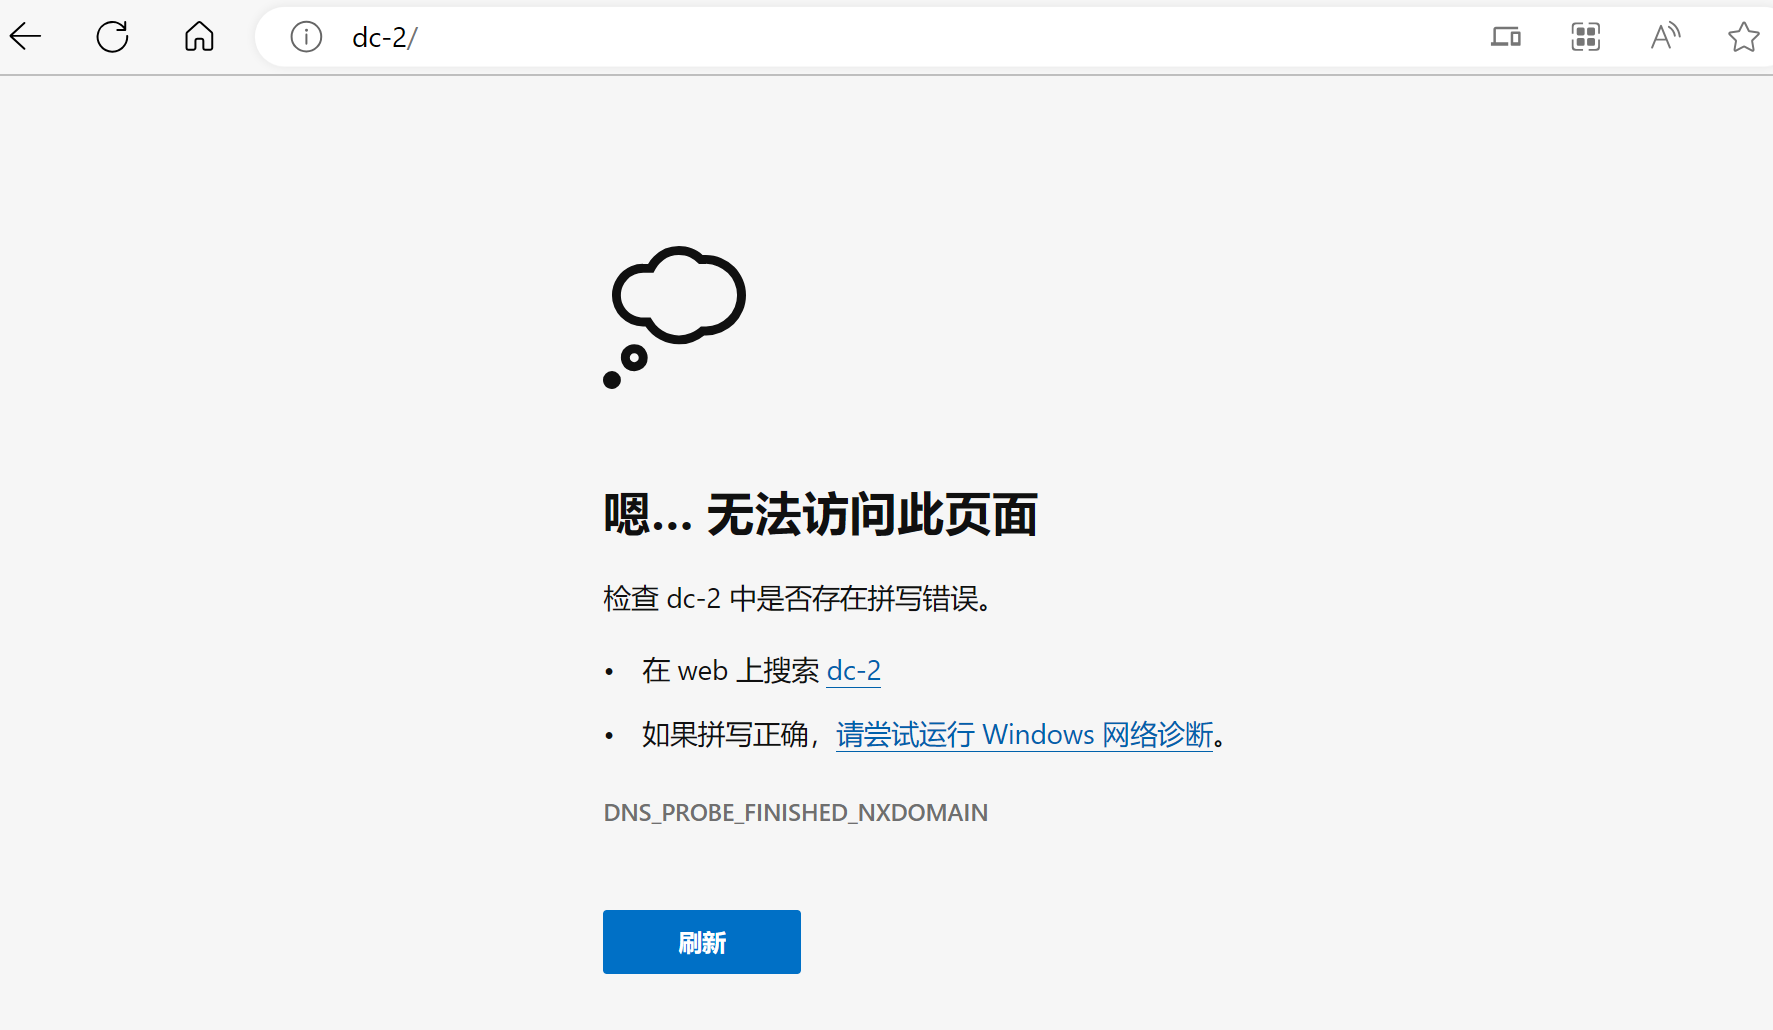 dc-2/
嗯… 无法访问此页面
检查 dc-2 中是否存在拼写错误。
• 在 web 上搜索 dc-2
• 如果拼写正确，请尝试运行 Windows 网络诊断。
DNS_PROBE_FINISHED_NXDOMAIN
刷新